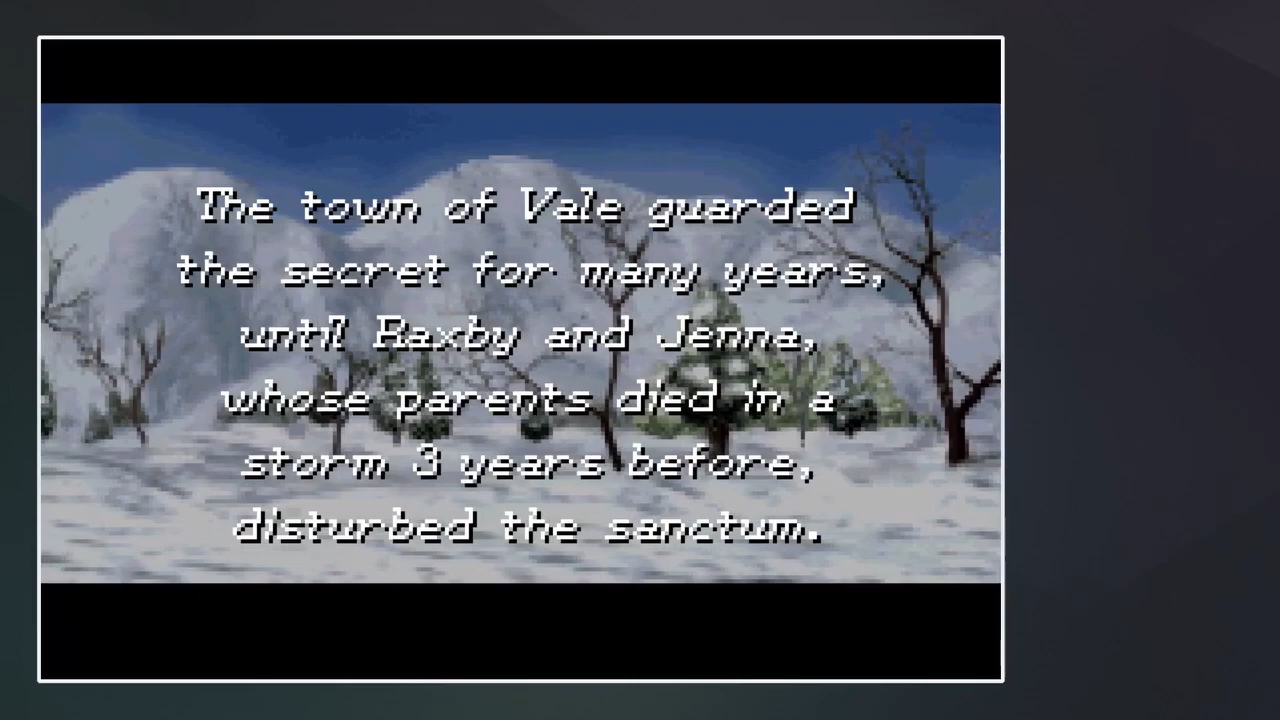 The town of Vale guarded
the secret for many years,
until Raxby and Jenna,
whose parents died in a
storm 3 years before,
disturbed the sanctum.